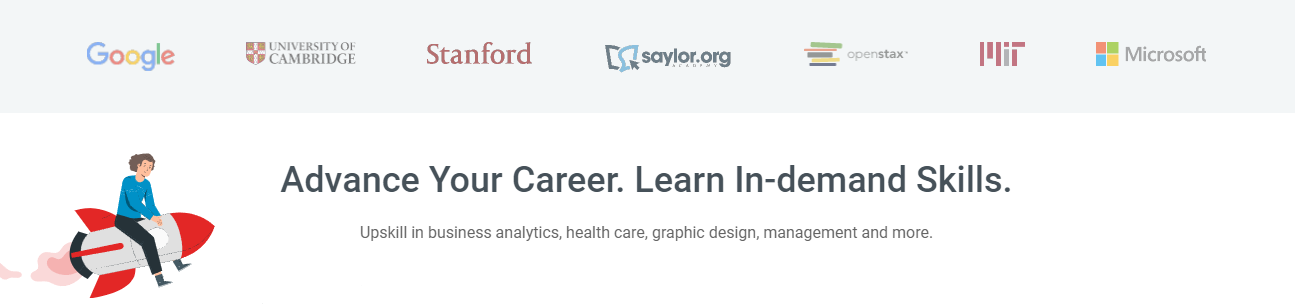 Google
UNIVERSITY OF
CAMBRIDGE
Stanford
saylor.org
ACADEMY
openstax™
MIT
Microsoft
Advance Your Career. Learn In-demand Skills.
Upskill in business analytics, health care, graphic design, management and more.